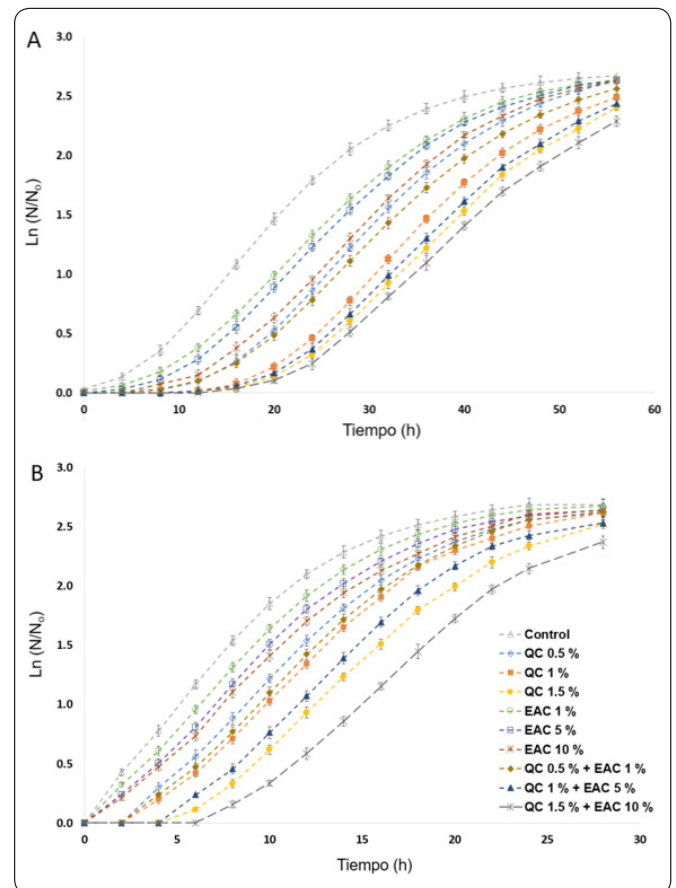 A
3.0
2.5
2.0
1.5
1.0
0.5
0.0
Ln (N/No)
0 10 20 30 40 50 60
Tiempo (h)
B
3.0
2.5
2.0
1.5
1.0
0.5
0.0
Ln (N/No)
Control
QC 0.5 %
QC 1 %
QC 1.5 %
EAC 1 %
EAC 5 %
EAC 10 %
QC 0.5 % + EAC 1 %
QC 1 % + EAC 5 %
QC 1.5 % + EAC 10 %
0 5 10 15 20 25 30
Tiempo (h)